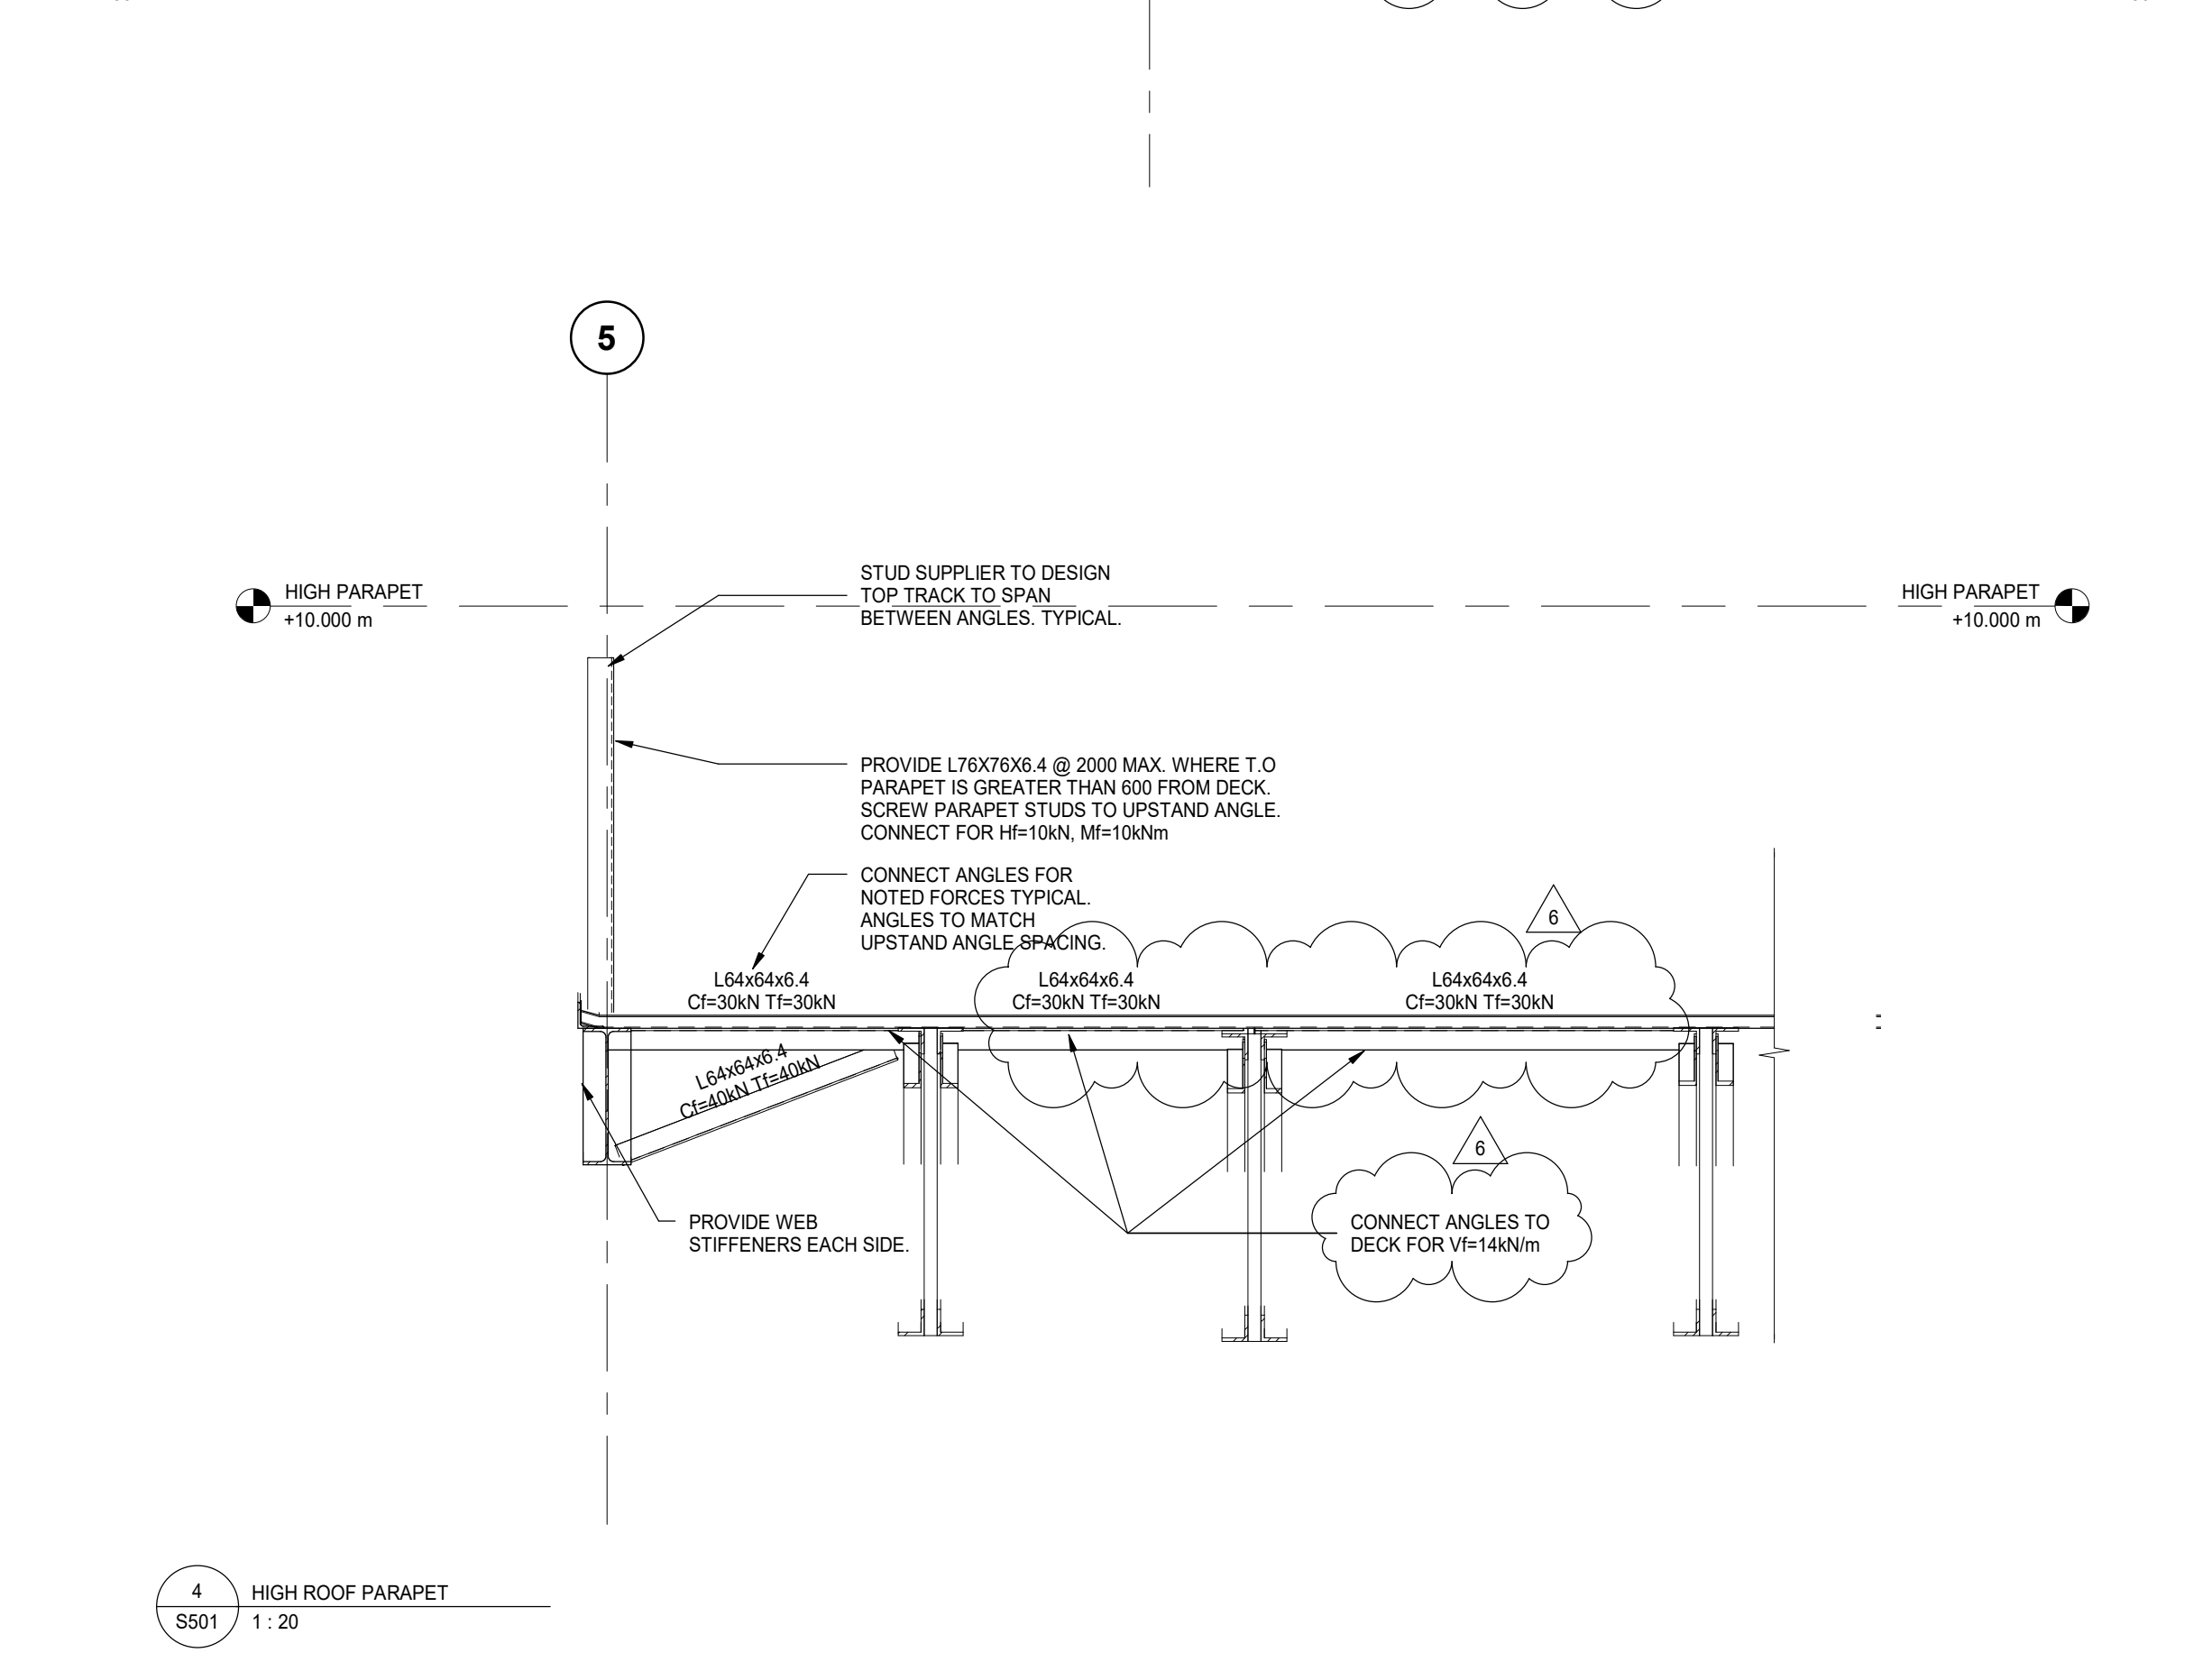 5
HIGH PARAPET
+10.000 m
HIGH PARAPET
+10.000 m
STUD SUPPLIER TO DESIGN
TOP TRACK TO SPAN
BETWEEN ANGLES. TYPICAL.
PROVIDE L76X76X6.4 @ 2000 MAX. WHERE T.O
PARAPET IS GREATER THAN 600 FROM DECK.
SCREW PARAPET STUDS TO UPSTAND ANGLE.
CONNECT FOR Hf=10kN, Mf=10kNm
CONNECT ANGLES FOR
NOTED FORCES TYPICAL.
ANGLES TO MATCH
UPSTAND ANGLE SPACING.
6
L64x64x6.4
Cf=30kN Tf=30kN
L64x64x6.4
Cf=30kN Tf=30kN
L64x64x6.4
Cf=30kN Tf=30kN
L64x64x6.4
Cf=40kN Tf=40kN
6
PROVIDE WEB
STIFFENERS EACH SIDE.
CONNECT ANGLES TO
DECK FOR Vf=14kN/m
4
S501
HIGH ROOF PARAPET
1 : 20